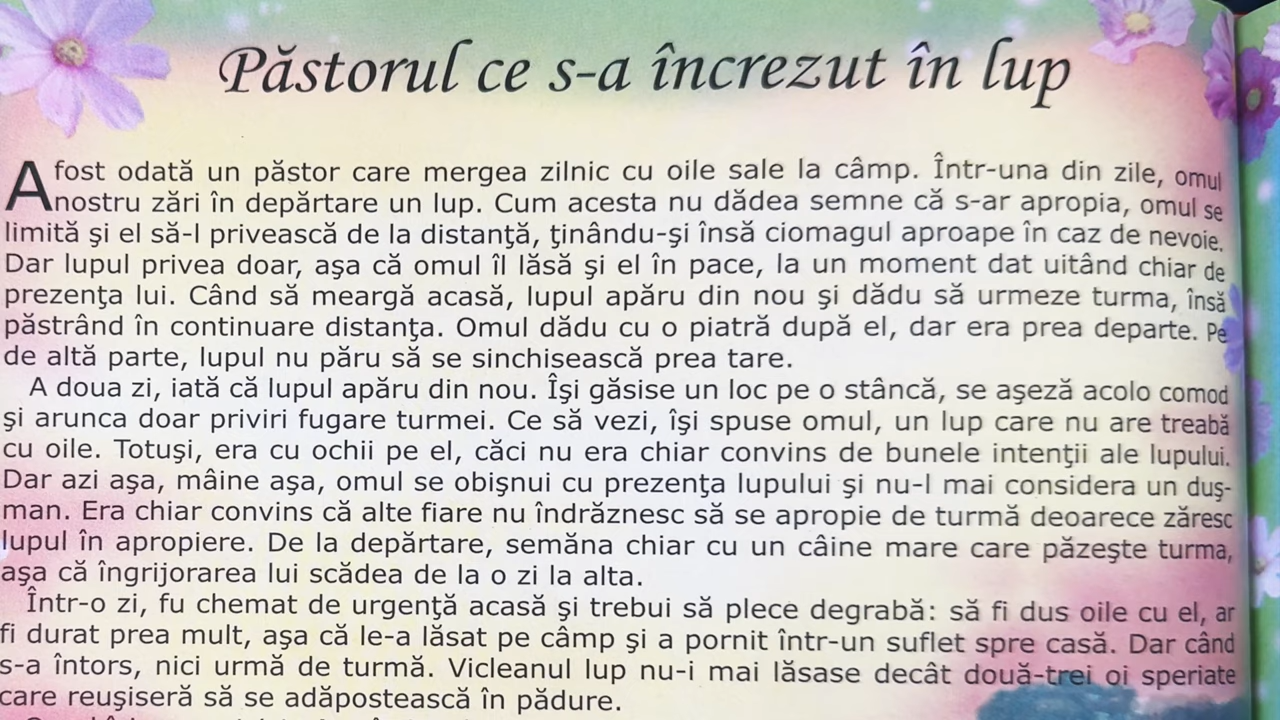 Păstorul ce s-a încrezut în lup
A fost odată un păstor care mergea zilnic cu oile sale la câmp. Într-una din zile, omul
nostru zări în depărtare un lup. Cum acesta nu dădea semne că s-ar apropia, omul se
limită şi el să-l privească de la distanţă, ţinându-şi însă ciomagul aproape în caz de nevoie.
Dar lupul privea doar, aşa că omul îl lăsă şi el în pace, la un moment dat uitând chiar de
prezenţa lui. Când să meargă acasă, lupul apăru din nou şi dădu să urmeze turma, însă
păstrând în continuare distanţa. Omul dădu cu o piatră după el, dar era prea departe. Pe
de altă parte, lupul nu păru să se sinchisească prea tare.
A doua zi, iată că lupul apăru din nou. Îşi găsise un loc pe o stâncă, se aşeză acolo comod
şi arunca doar priviri fugare turmei. Ce să vezi, îşi spuse omul, un lup care nu are treabă
cu oile. Totuşi, era cu ochii pe el, căci nu era chiar convins de bunele intenţii ale lupului.
Dar azi aşa, mâine aşa, omul se obişnui cu prezenţa lupului şi nu-l mai considera un duş-
man. Era chiar convins că alte fiare nu îndrăznesc să se apropie de turmă deoarece zăresc
lupul în apropiere. De la depărtare, semăna chiar cu un câine mare care păzeşte turma,
aşa că îngrijorarea lui scădea de la o zi la alta.
Într-o zi, fu chemat de urgenţă acasă şi trebui să plece degrabă: să fi dus oile cu el, ar
fi durat prea mult, aşa că le-a lăsat pe câmp şi a pornit într-un suflet spre casă. Dar când
s-a întors, nici urmă de turmă. Vicleanul lup nu-i mai lăsase decât două-trei oi speriate
care reuşiseră să se adăpostească în pădure.